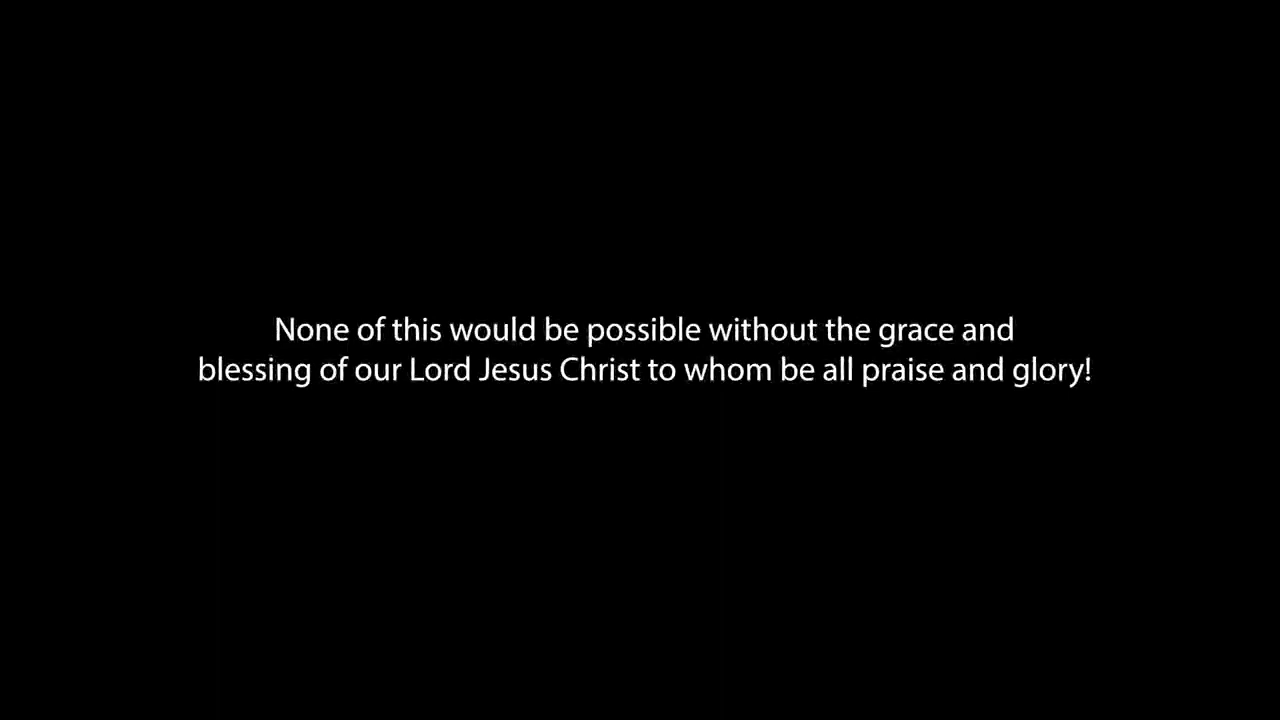 None of this would be possible without the grace and
blessing of our Lord Jesus Christ to whom be all praise and glory!